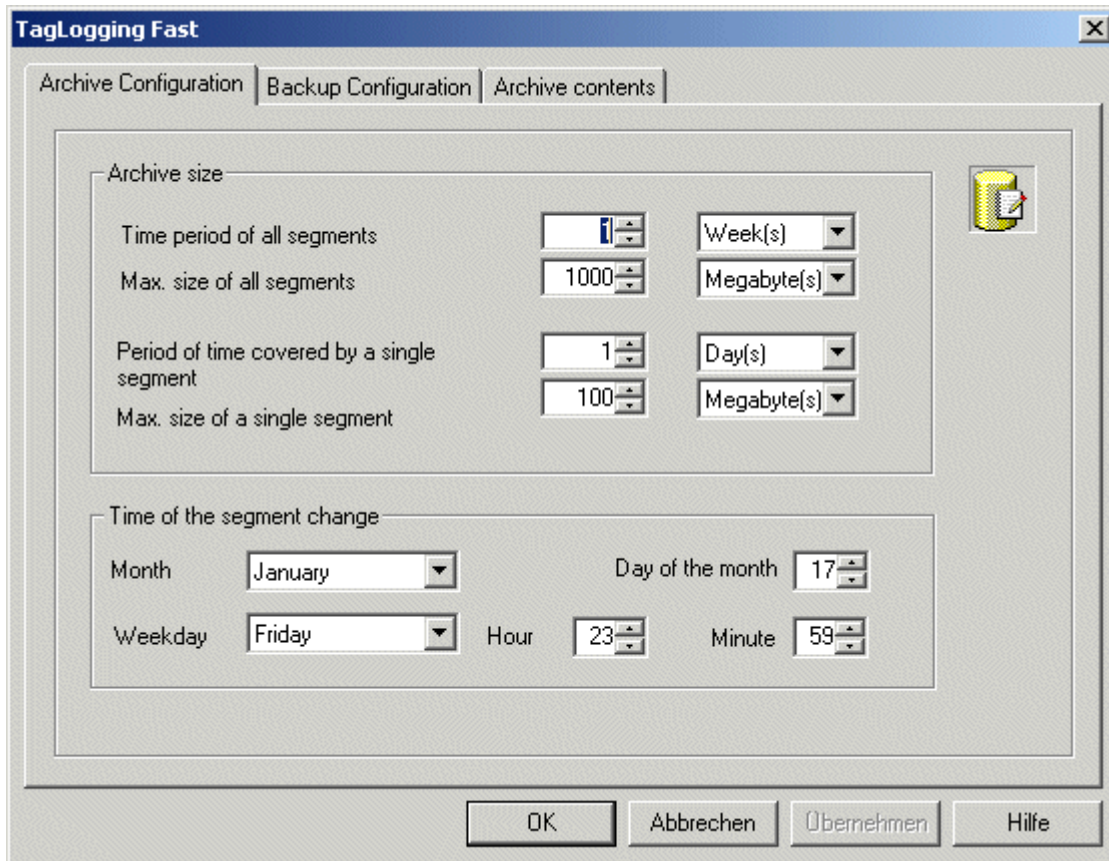 TagLogging Fast
Archive Configuration Backup Configuration Archive contents
Archive size
Time period of all segments 1 Week(s)
Max. size of all segments 1000 Megabyte(s)
Period of time covered by a single
segment 1 Day(s)
Max. size of a single segment 100 Megabyte(s)
Time of the segment change
Month January Day of the month 17
Weekday Friday Hour 23 Minute 59
OK Abbrechen Übernehmen Hilfe